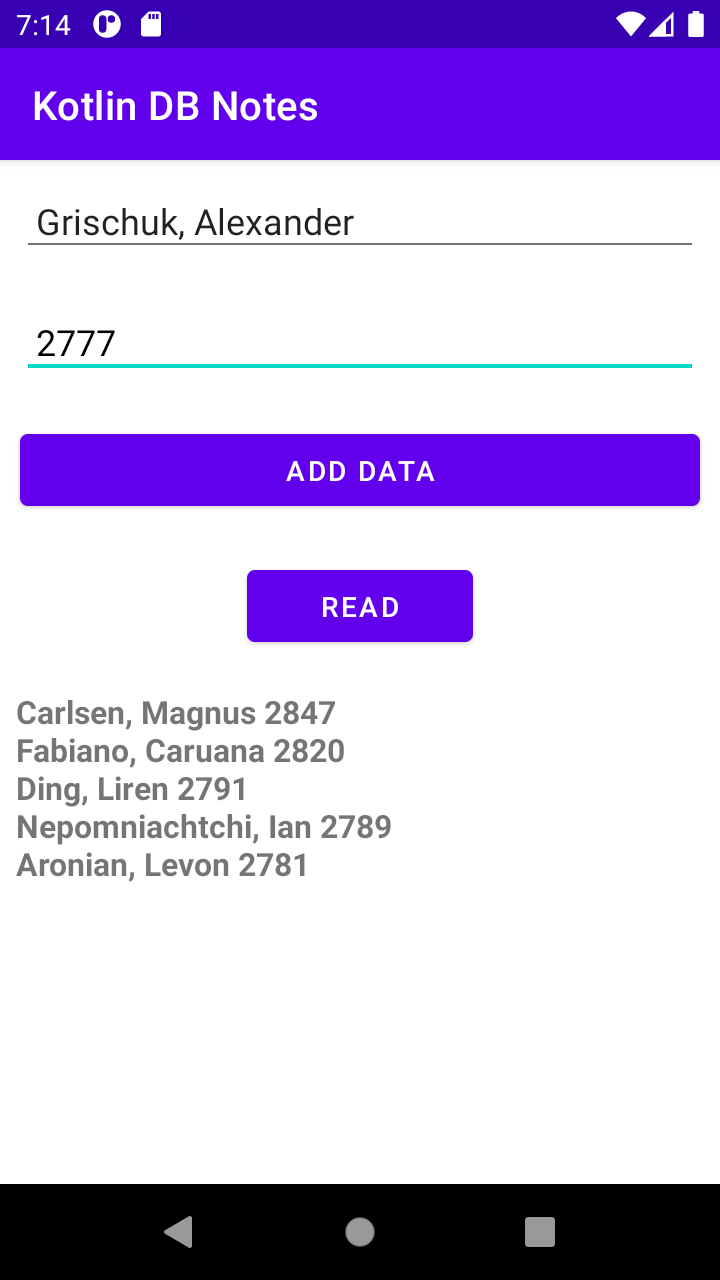 7:14
Kotlin DB Notes
Grischuk, Alexander
2777
ADD DATA
READ
Carlsen, Magnus 2847
Fabiano, Caruana 2820
Ding, Liren 2791
Nepomniachtchi, Ian 2789
Aronian, Levon 2781